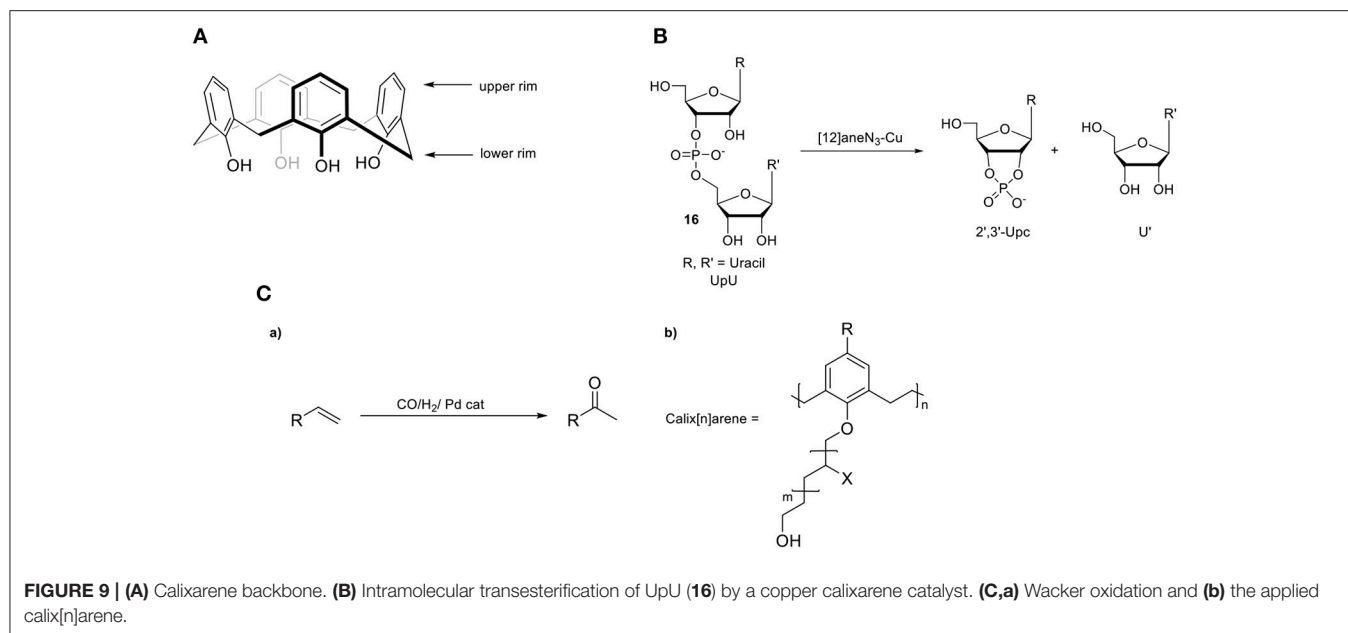 A
upper rim
OH
OH
OH
HO
lower rim
B
R
HO
O
O
OH
O=P-O-
O
R'
O
16
OH OH
R, R' = Uracil
UpU
[12]aneN3-Cu
R
HO
O
O
O
P
O
O-
2',3'-Upc
+
R'
HO
O
OH OH
U'
C
a)
R
CO/H2/ Pd cat
O
R
b)
R
n
Calix[n]arene =
O
X
m
OH
FIGURE 9 | (A) Calixarene backbone. (B) Intramolecular transesterification of UpU (16) by a copper calixarene catalyst. (C,a) Wacker oxidation and (b) the applied
calix[n]arene.